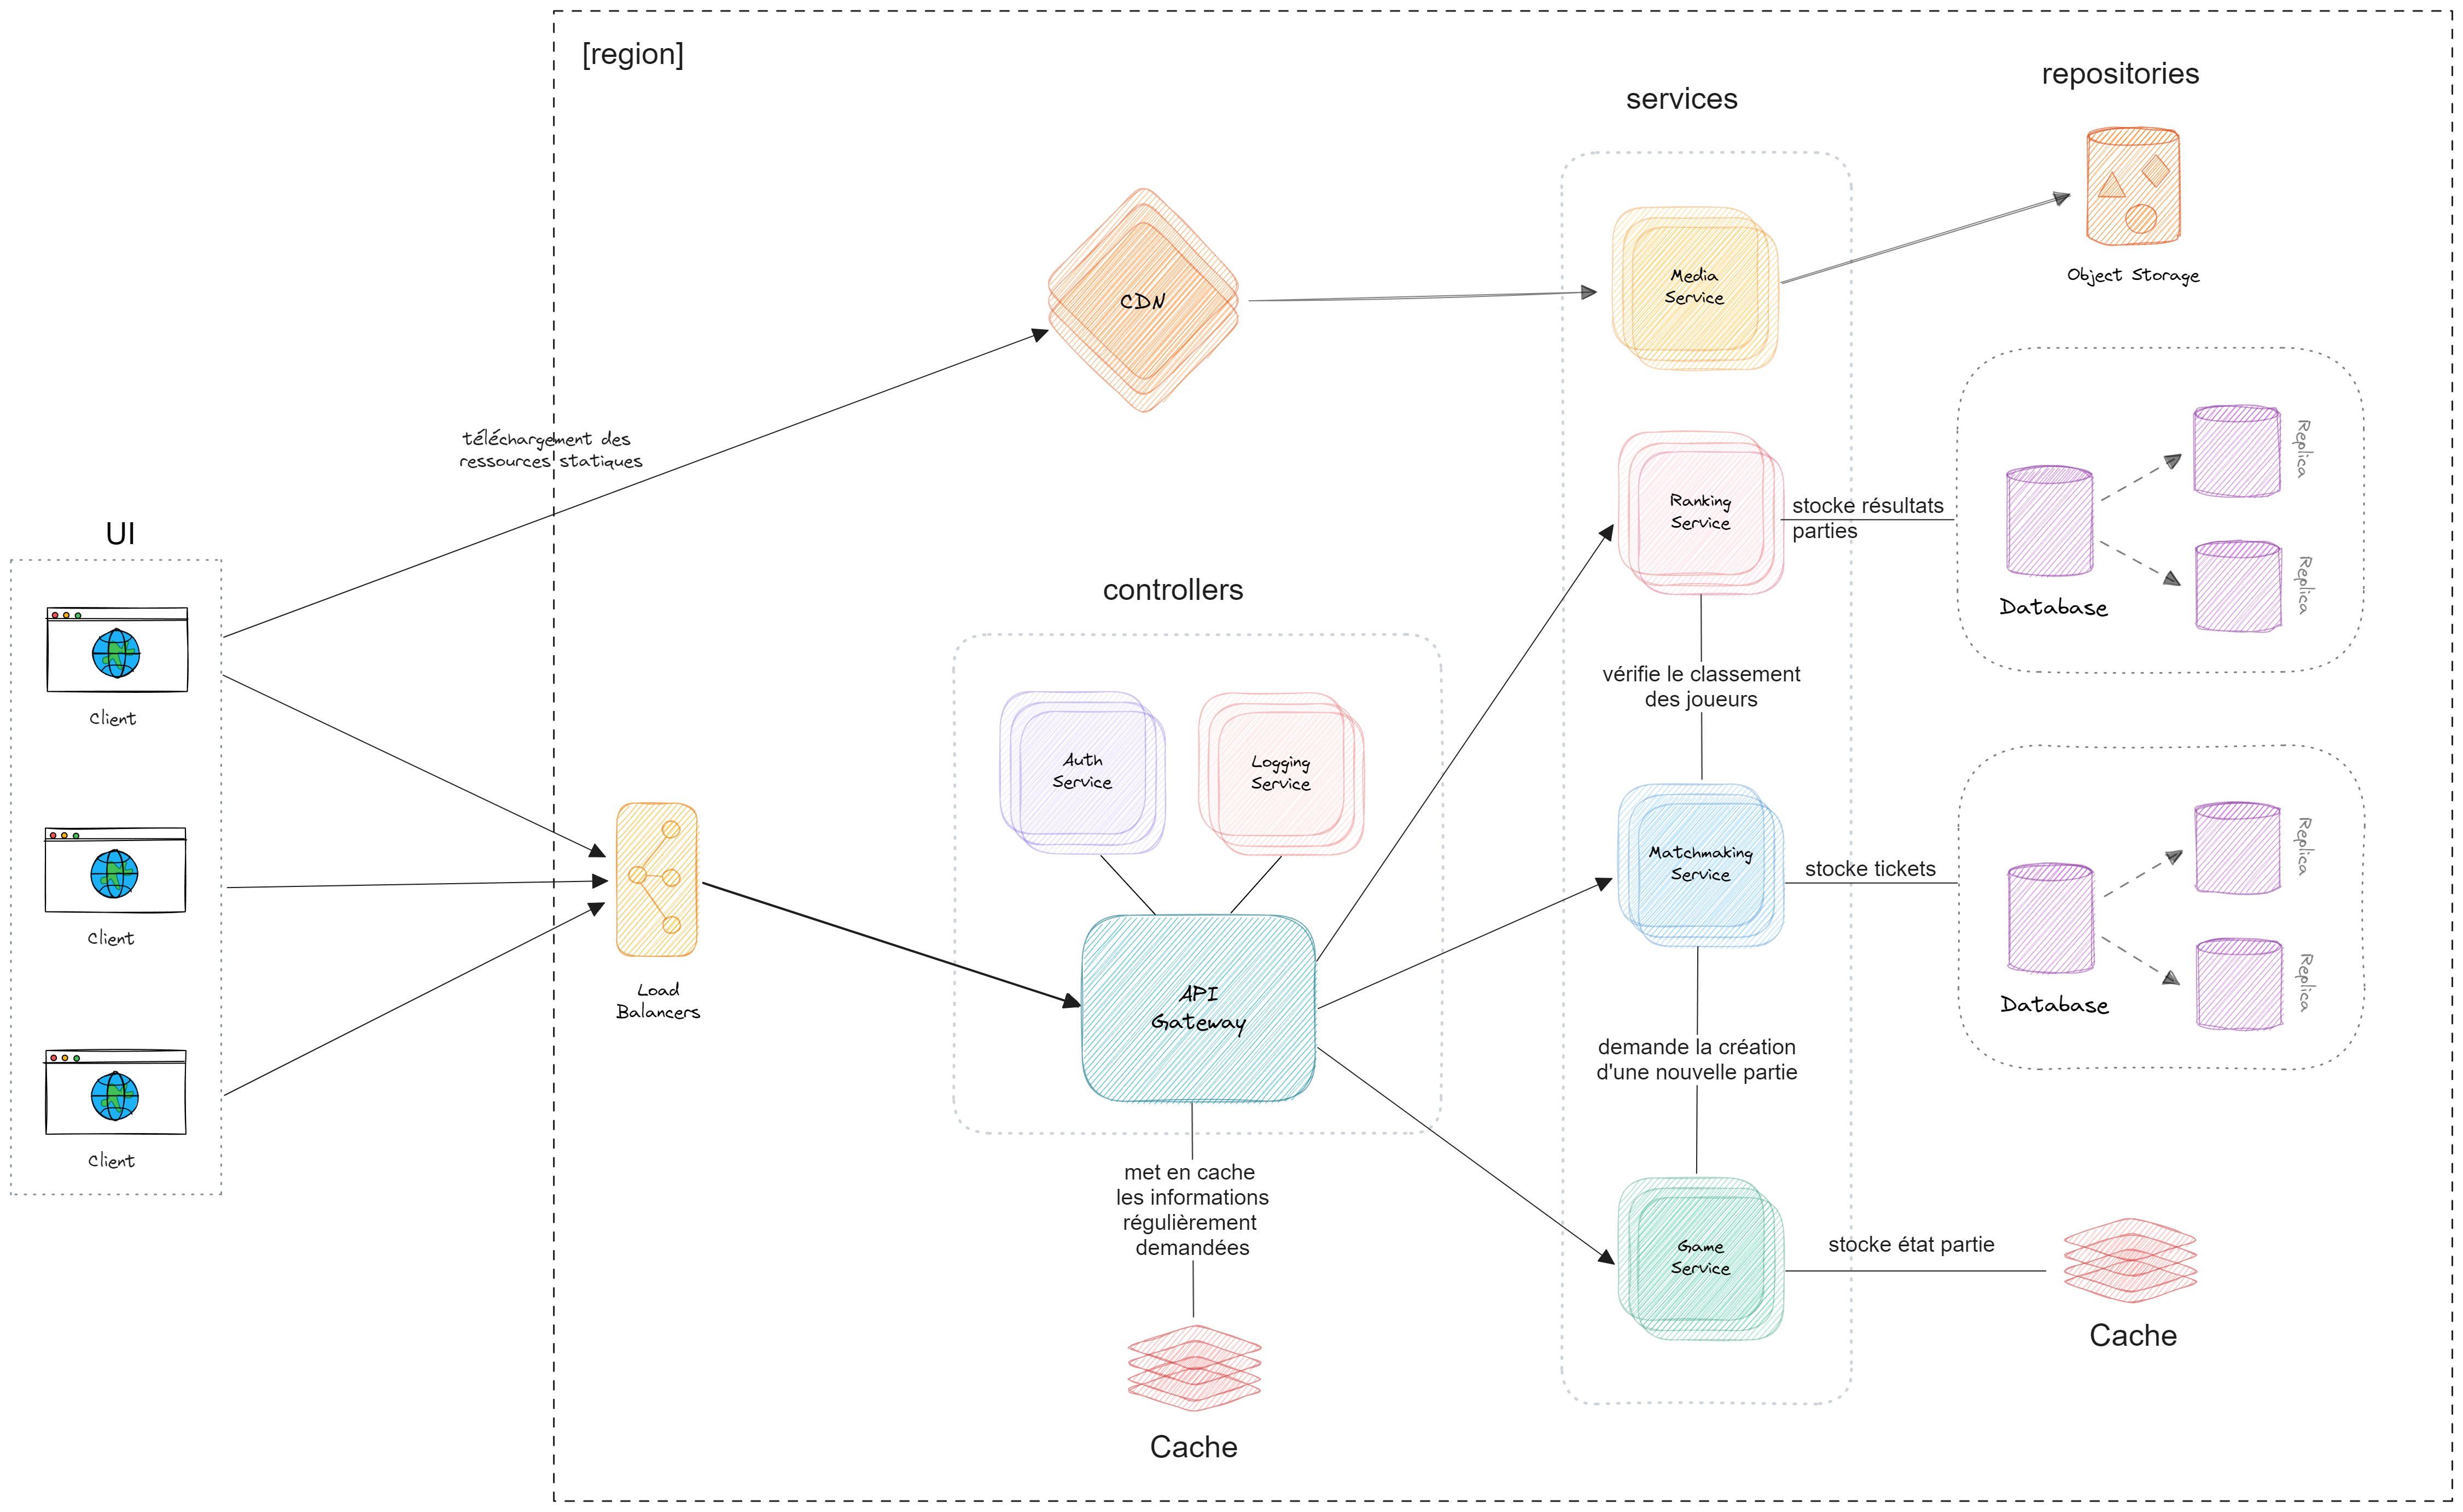 [region]
repositories
services
Object Storage
Media
Service
CDN
téléchargement des
ressources statiques
UI
Client
Client
Client
Load
Balancers
controllers
Auth
Service
Logging
Service
API
Gateway
met en cache
les informations
régulièrement
demandées
Cache
Ranking
Service
stocke résultats
parties
Database
Replica
Replica
vérifie le classement
des joueurs
Matchmaking
Service
stocke tickets
Database
Replica
Replica
demande la création
d'une nouvelle partie
Game
Service
stocke état partie
Cache